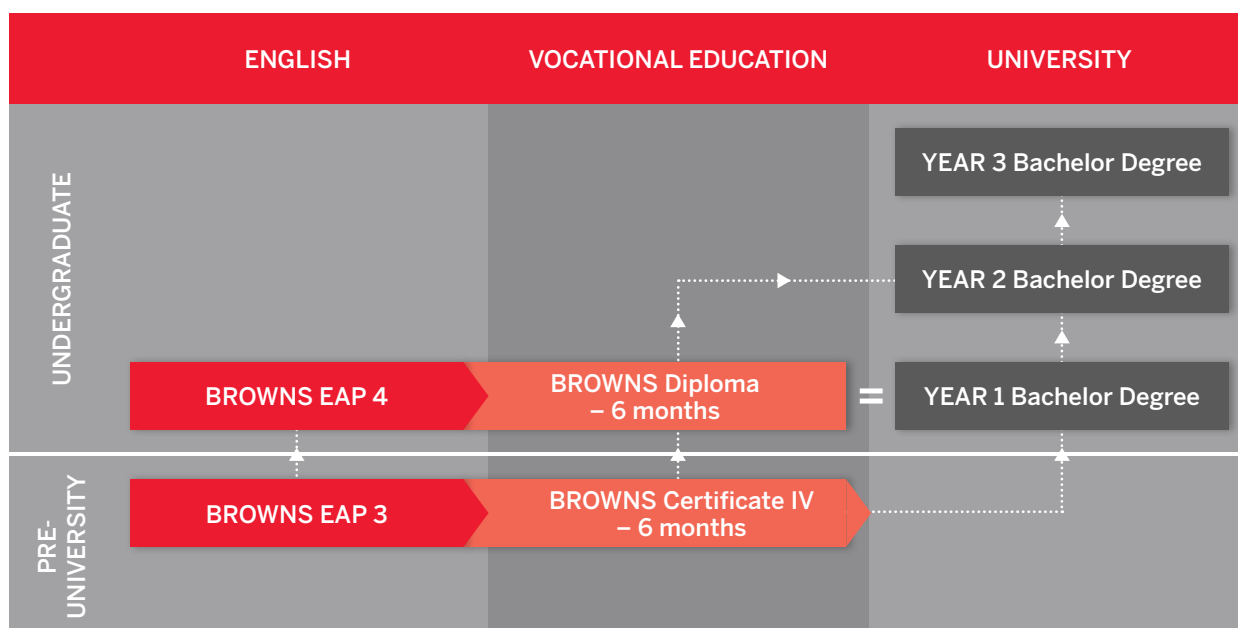 ENGLISH
VOCATIONAL EDUCATION
UNIVERSITY
UNDERGRADUATE
YEAR 3 Bachelor Degree
YEAR 2 Bachelor Degree
BROWNS EAP 4
BROWNS Diploma
– 6 months
=
YEAR 1 Bachelor Degree
PRE-
UNIVERSITY
BROWNS EAP 3
BROWNS Certificate IV
– 6 months